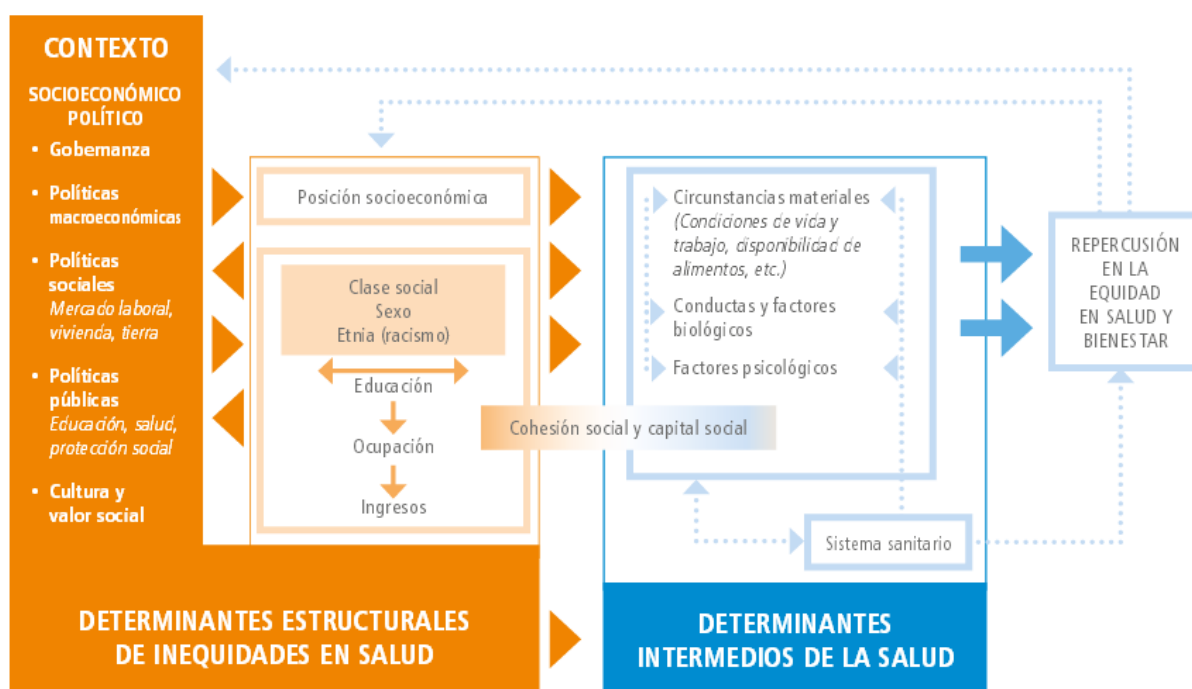 CONTEXTO
SOCIOECONÓMICO
POLÍTICO
• Gobernanza
• Políticas
macroeconómicas
• Políticas
sociales
Mercado laboral,
vivienda, tierra
• Políticas
públicas
Educación, salud,
protección social
• Cultura y
valor social
Posición socioeconómica
Clase social
Sexo
Etnia (racismo)
Educación
Ocupación
Ingresos
Cohesión social y capital social
Circunstancias materiales
(Condiciones de vida y
trabajo, disponibilidad de
alimentos, etc.)
Conductas y factores
biológicos
Factores psicológicos
Sistema sanitario
REPERCUSIÓN
EN LA
EQUIDAD
EN SALUD Y
BIENESTAR
DETERMINANTES ESTRUCTURALES
DE INEQUIDADES EN SALUD
DETERMINANTES
INTERMEDIOS DE LA SALUD